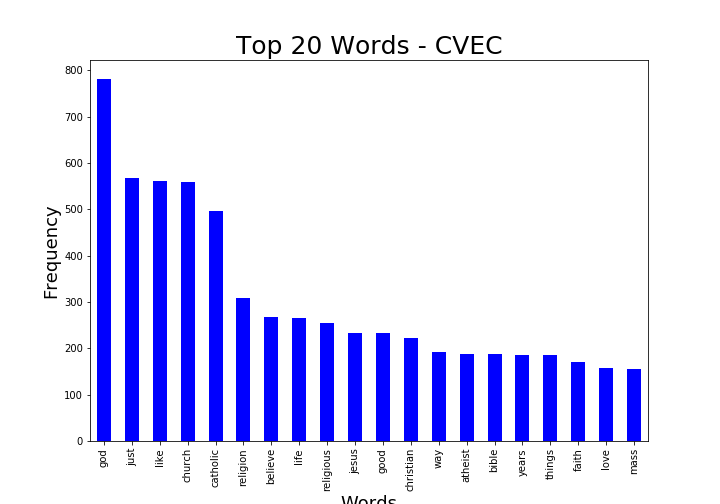 Top 20 Words - CVEC
Frequency
800
700
600
500
400
300
200
100
0
god
just
like
church
catholic
religion
believe
life
religious
jesus
good
christian
way
atheist
bible
years
things
faith
love
mass
Words